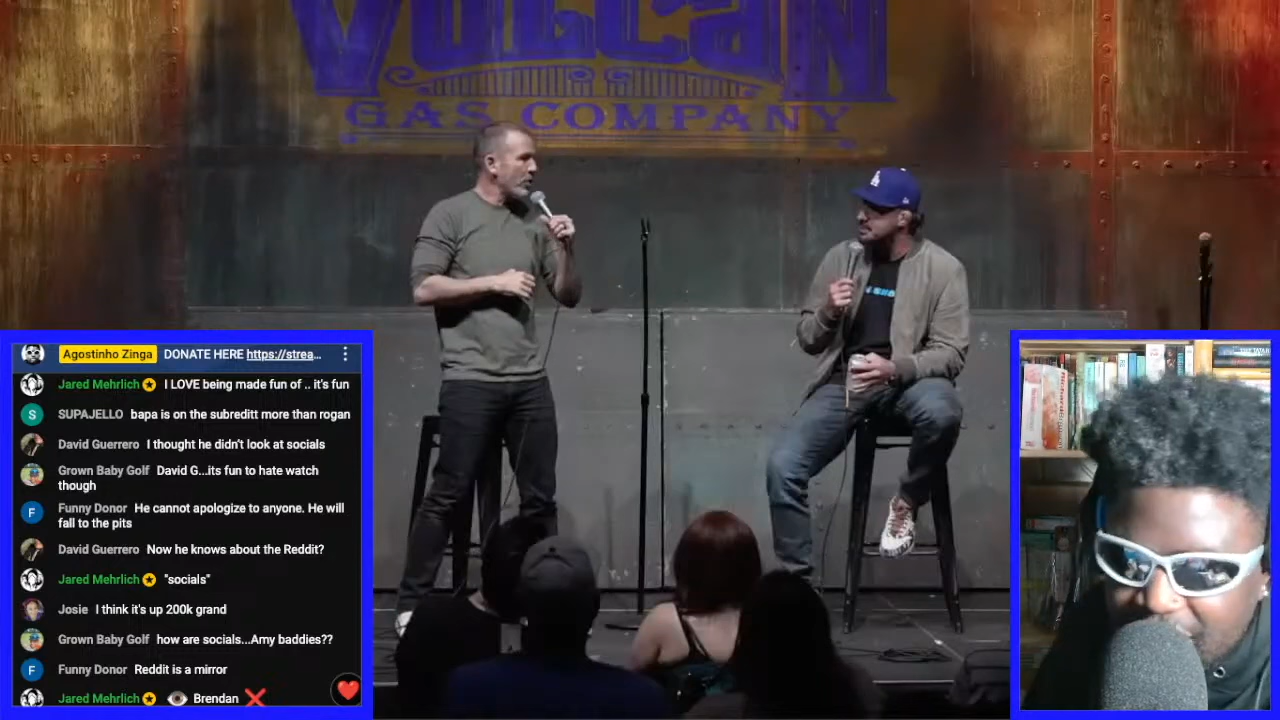 VULCAN
GAS COMPANY
Agostinho Zinga DONATE HERE https://strea...
Jared Mehrlich I LOVE being made fun of .. it's fun
S SUPAJELLO bapa is on the subreditt more than rogan
David Guerrero I thought he didn't look at socials
Grown Baby Golf David G...its fun to hate watch
though
F Funny Donor He cannot apologize to anyone. He will
fall to the pits
David Guerrero Now he knows about the Reddit?
Jared Mehrlich "socials"
Josie I think it's up 200k grand
Grown Baby Golf how are socials...Amy baddies??
F Funny Donor Reddit is a mirror
Jared Mehrlich 👁 Brendan ❌
LA